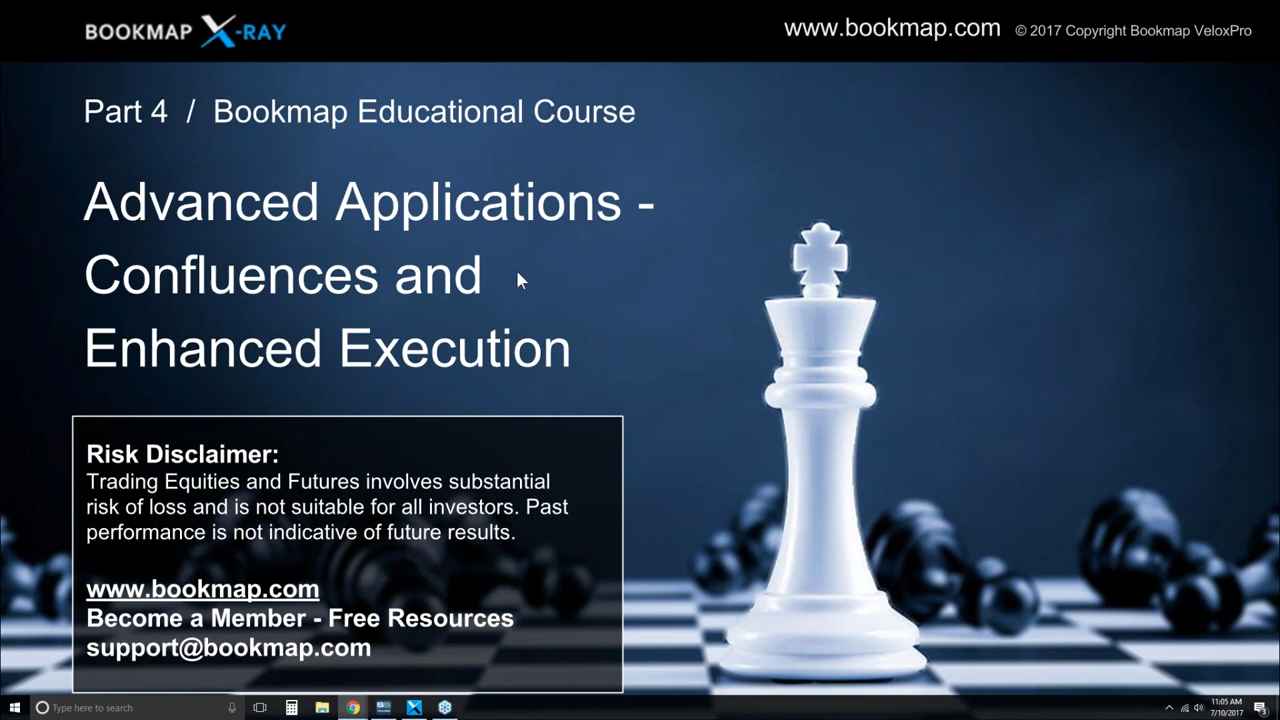 BOOKMAP X-RAY
www.bookmap.com © 2017 Copyright Bookmap VeloxPro
Part 4 / Bookmap Educational Course
Advanced Applications -
Confluences and
Enhanced Execution
Risk Disclaimer:
Trading Equities and Futures involves substantial
risk of loss and is not suitable for all investors. Past
performance is not indicative of future results.
www.bookmap.com
Become a Member - Free Resources
support@bookmap.com
Type here to search
11:05 AM
7/10/2017
3